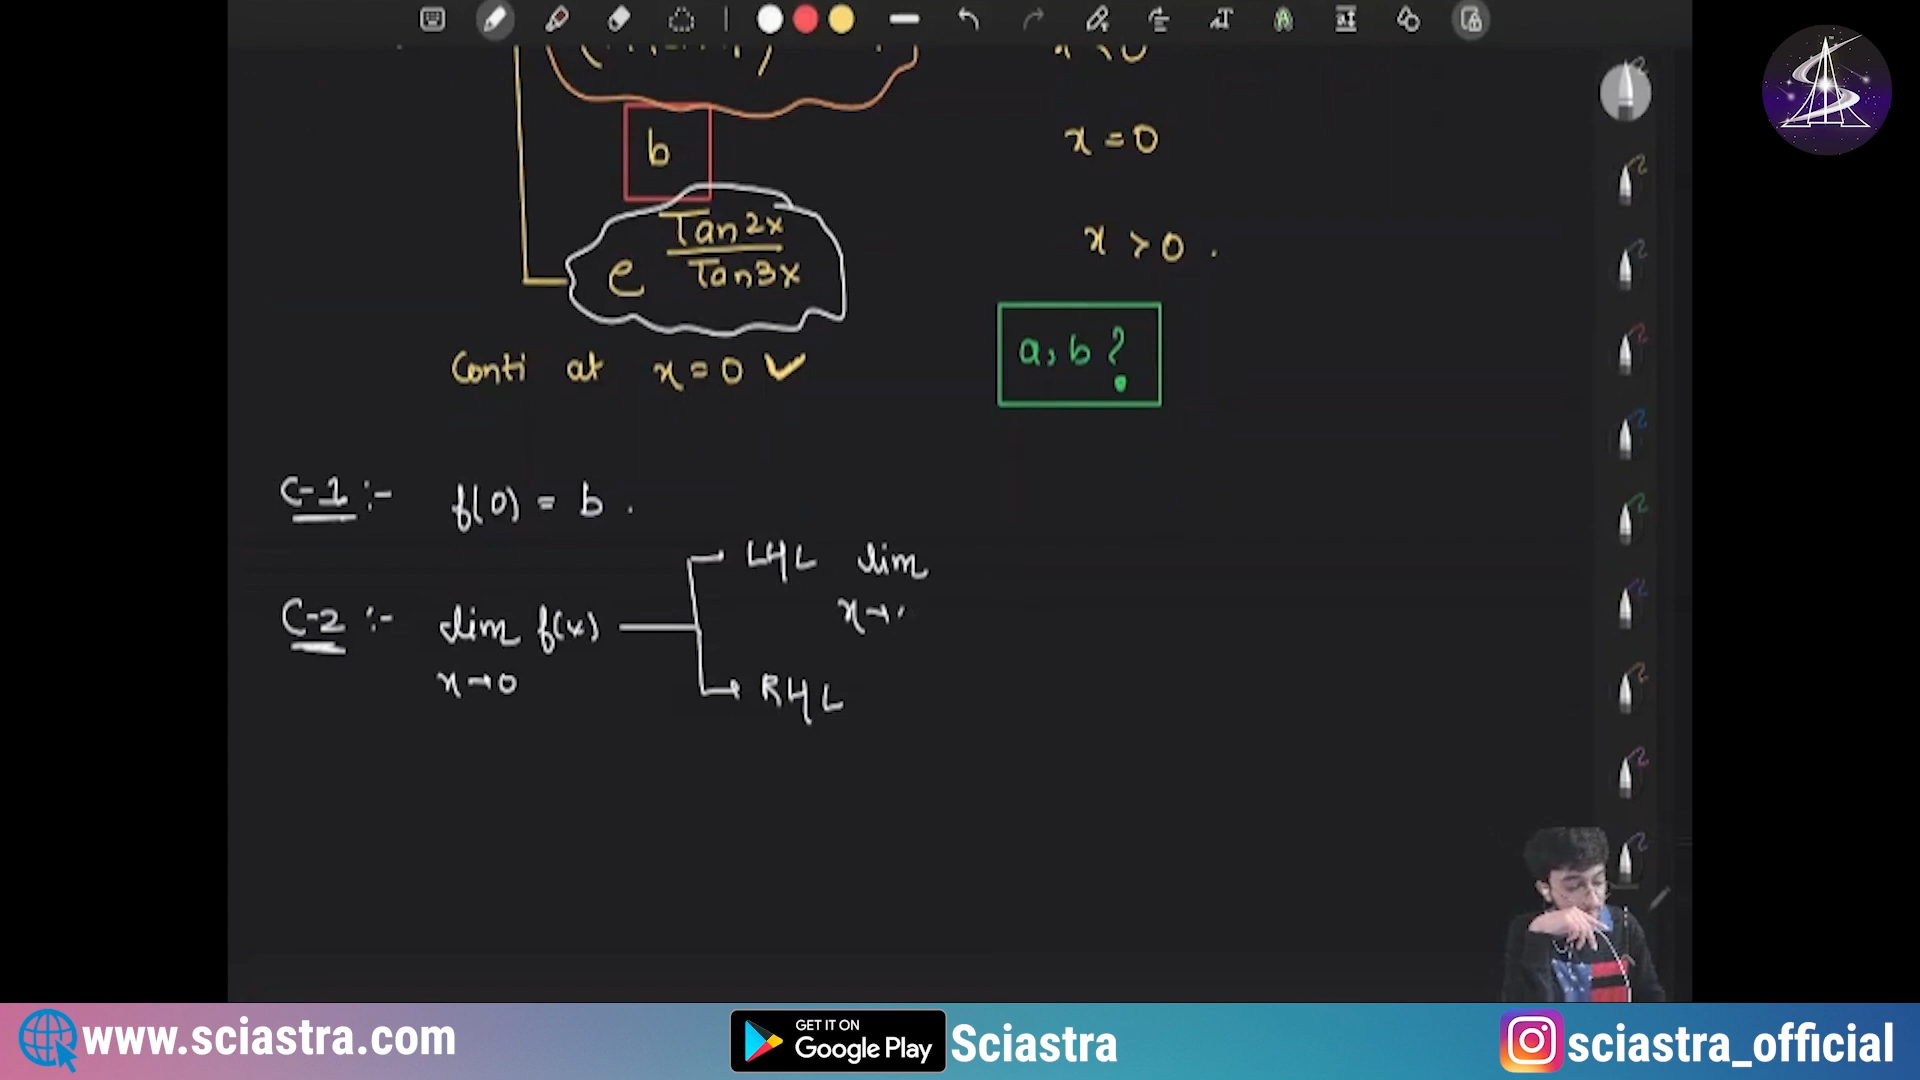 x < 0
b
x = 0
e^(Tan2x / Tan3x)
x > 0 .
Conti at x = 0 ✓
a, b ?
C-1 :- f(0) = b .
LHL lim
x→
C-2 :- lim f(x)
x→0
RHL
www.sciastra.com
GET IT ON
Google Play
Sciastra
sciastra_official